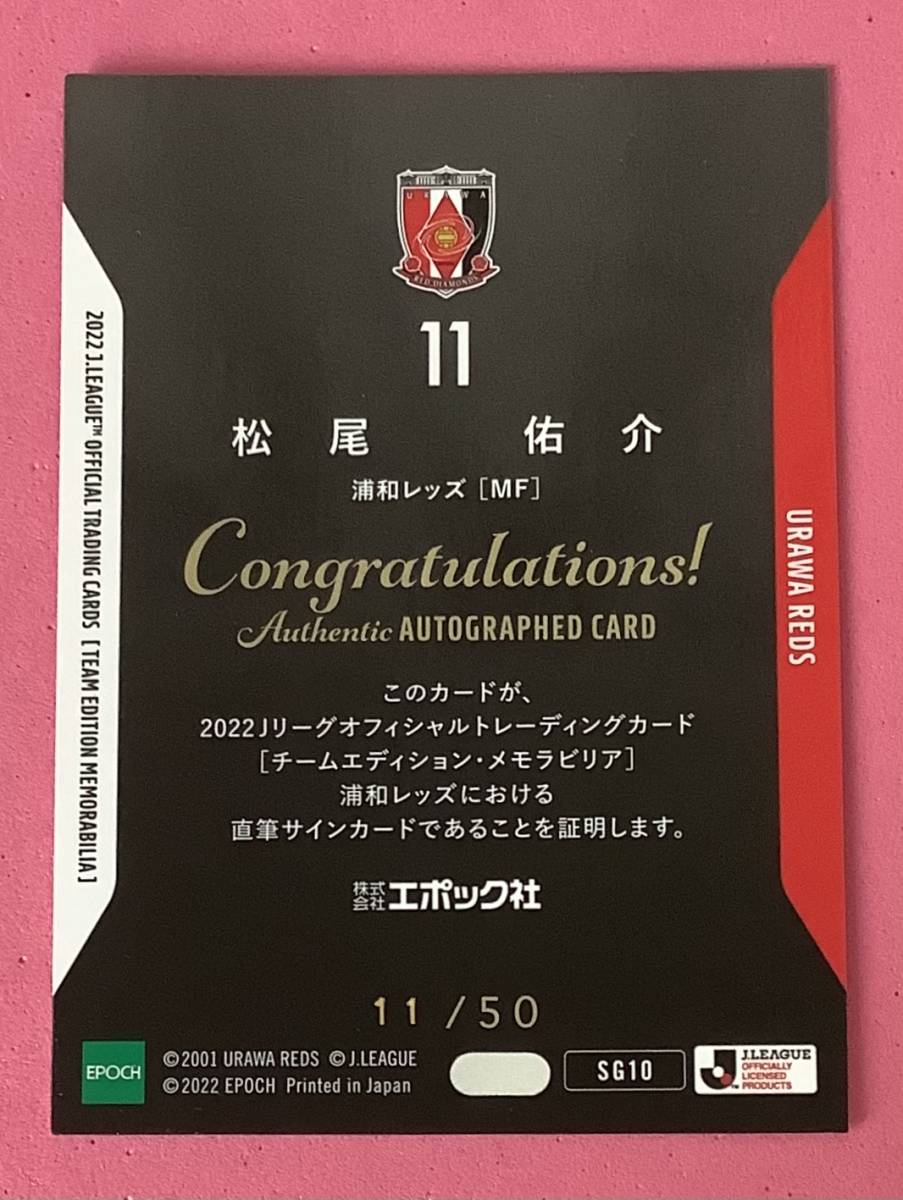 URAWA
RED DIAMONDS
11
松尾 佑介
浦和レッズ [MF]
Congratulations!
Authentic AUTOGRAPHED CARD
このカードが、
2022Jリーグオフィシャルトレーディングカード
[チームエディション・メモラビリア]
浦和レッズにおける
直筆サインカードであることを証明します。
株式会社エポック社
11/50
2022 J.LEAGUE™ OFFICIAL TRADING CARDS [TEAM EDITION MEMORABILIA]
URAWA REDS
EPOCH
©2001 URAWA REDS ©J.LEAGUE
©2022 EPOCH Printed in Japan
SG10
J.LEAGUE
OFFICIALLY
LICENSED
PRODUCTS